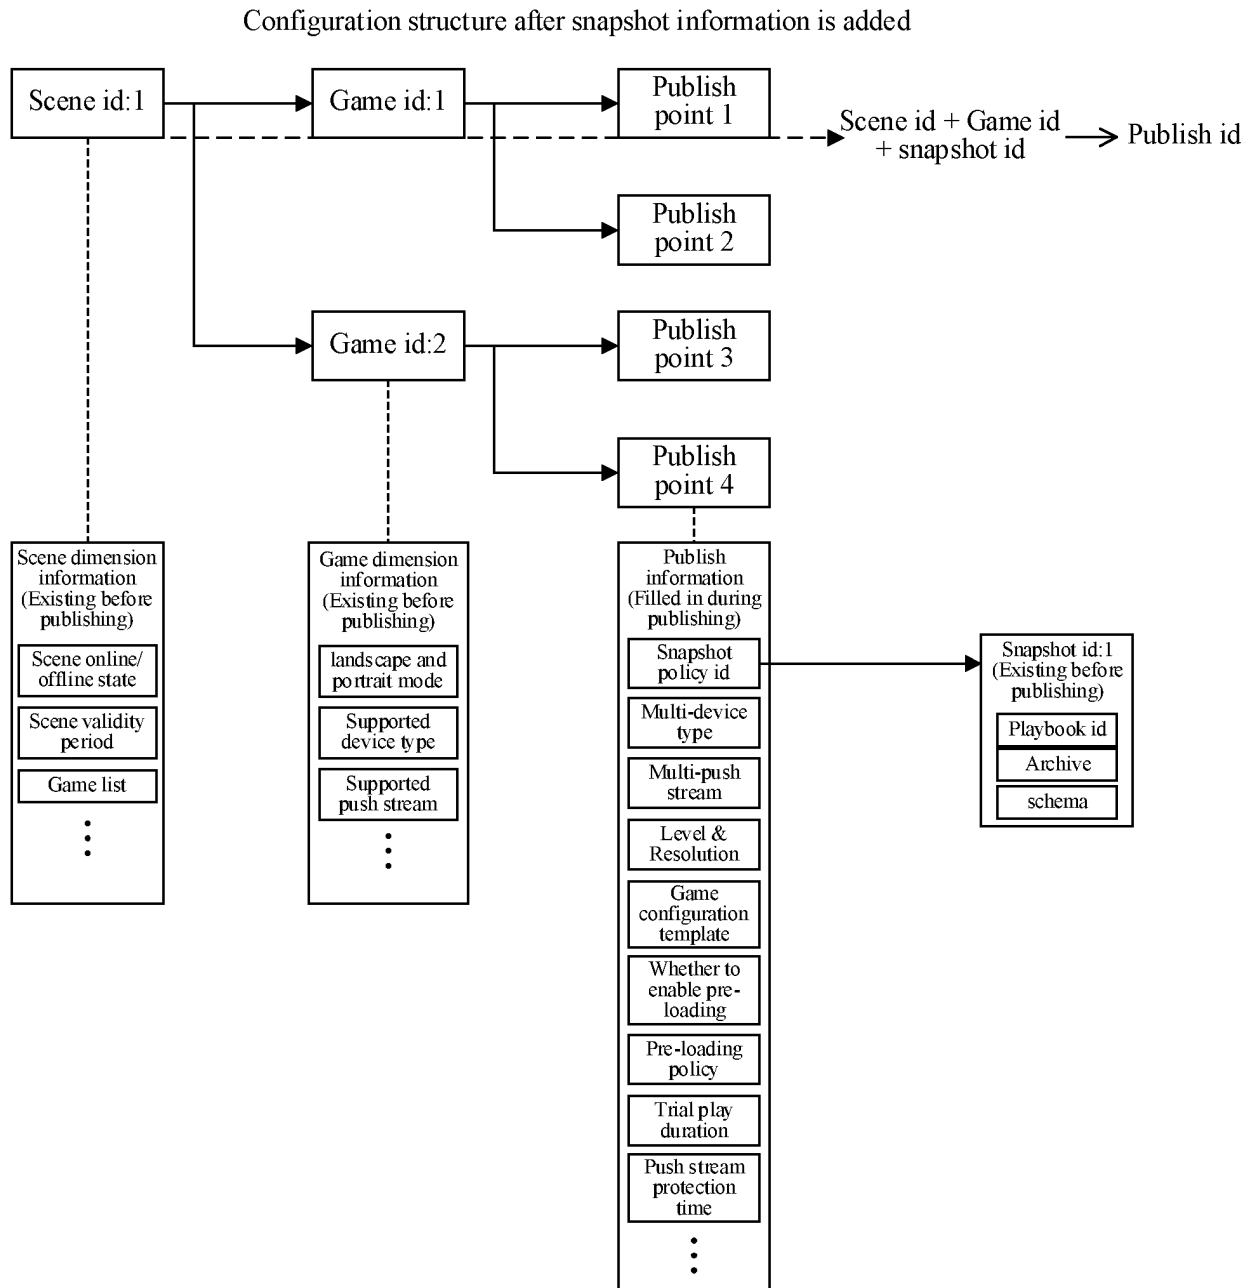 Configuration structure after snapshot information is added
Scene id:1
Game id:1
Publish
point 1
Scene id + Game id
+ snapshot id
Publish id
Publish
point 2
Game id:2
Publish
point 3
Publish
point 4
Scene dimension
information
(Existing before
publishing)
Scene online/
offline state
Scene validity
period
Game list
Game dimension
information
(Existing before
publishing)
landscape and
portrait mode
Supported
device type
Supported
push stream
Publish
information
(Filled in during
publishing)
Snapshot
policy id
Multi-device
type
Multi-push
stream
Level &
Resolution
Game
configuration
template
Whether to
enable pre-
loading
Pre-loading
policy
Trial play
duration
Push stream
protection
time
Snapshot id:1
(Existing before
publishing)
Playbook id
Archive
schema